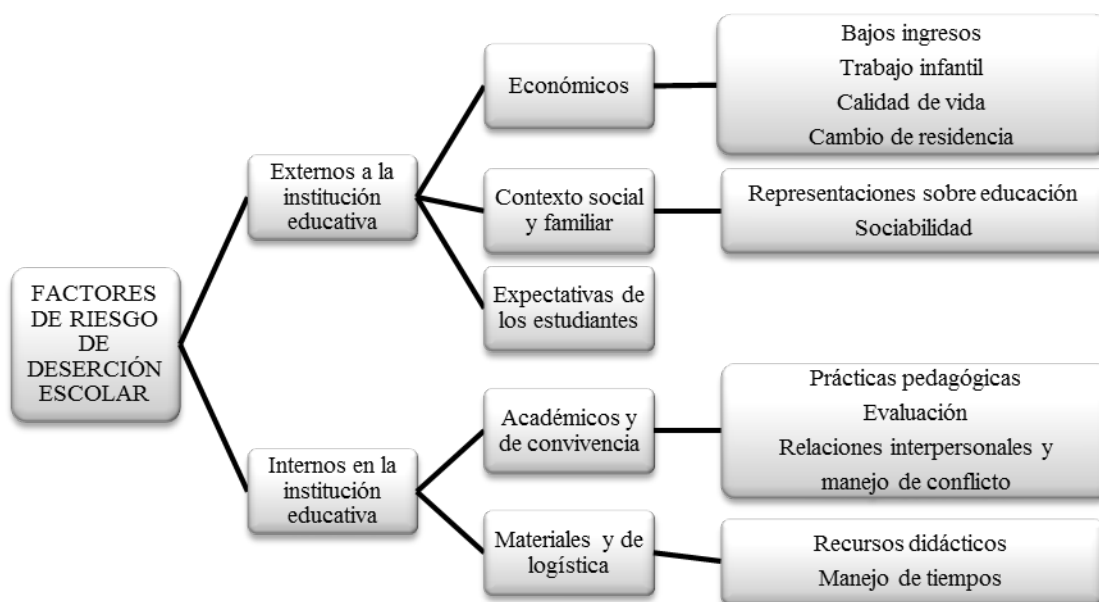 FACTORES
DE RIESGO
DE
DESERCIÓN
ESCOLAR
Externos a la
institución
educativa
Económicos
Bajos ingresos
Trabajo infantil
Calidad de vida
Cambio de residencia
Contexto social
y familiar
Representaciones sobre educación
Sociabilidad
Expectativas de
los estudiantes
Internos en la
institución
educativa
Académicos y
de convivencia
Prácticas pedagógicas
Evaluación
Relaciones interpersonales y
manejo de conflicto
Materiales y de
logística
Recursos didácticos
Manejo de tiempos